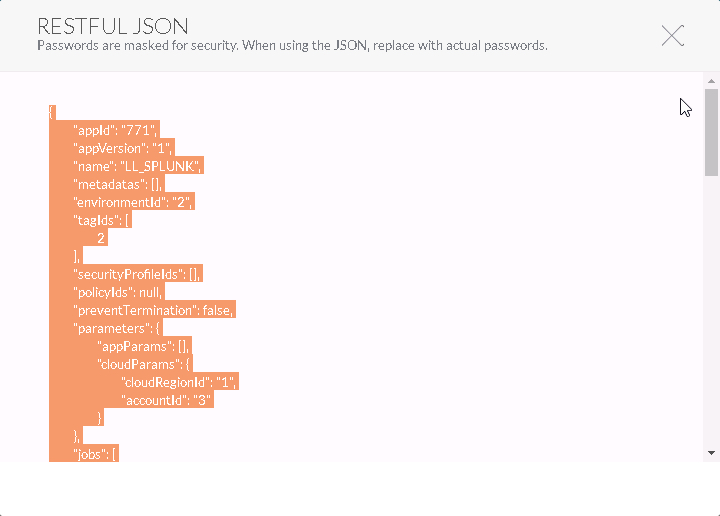 RESTFUL JSON
Passwords are masked for security. When using the JSON, replace with actual passwords.
{
"appId": "771",
"appVersion": "1",
"name": "LL_SPLUNK",
"metadatas": [],
"environmentId": "2",
"tagIds": [
2
],
"securityProfileIds": [],
"policyIds": null,
"preventTermination": false,
"parameters": {
"appParams": [],
"cloudParams": {
"cloudRegionId": "1",
"accountId": "3"
}
},
"jobs": [